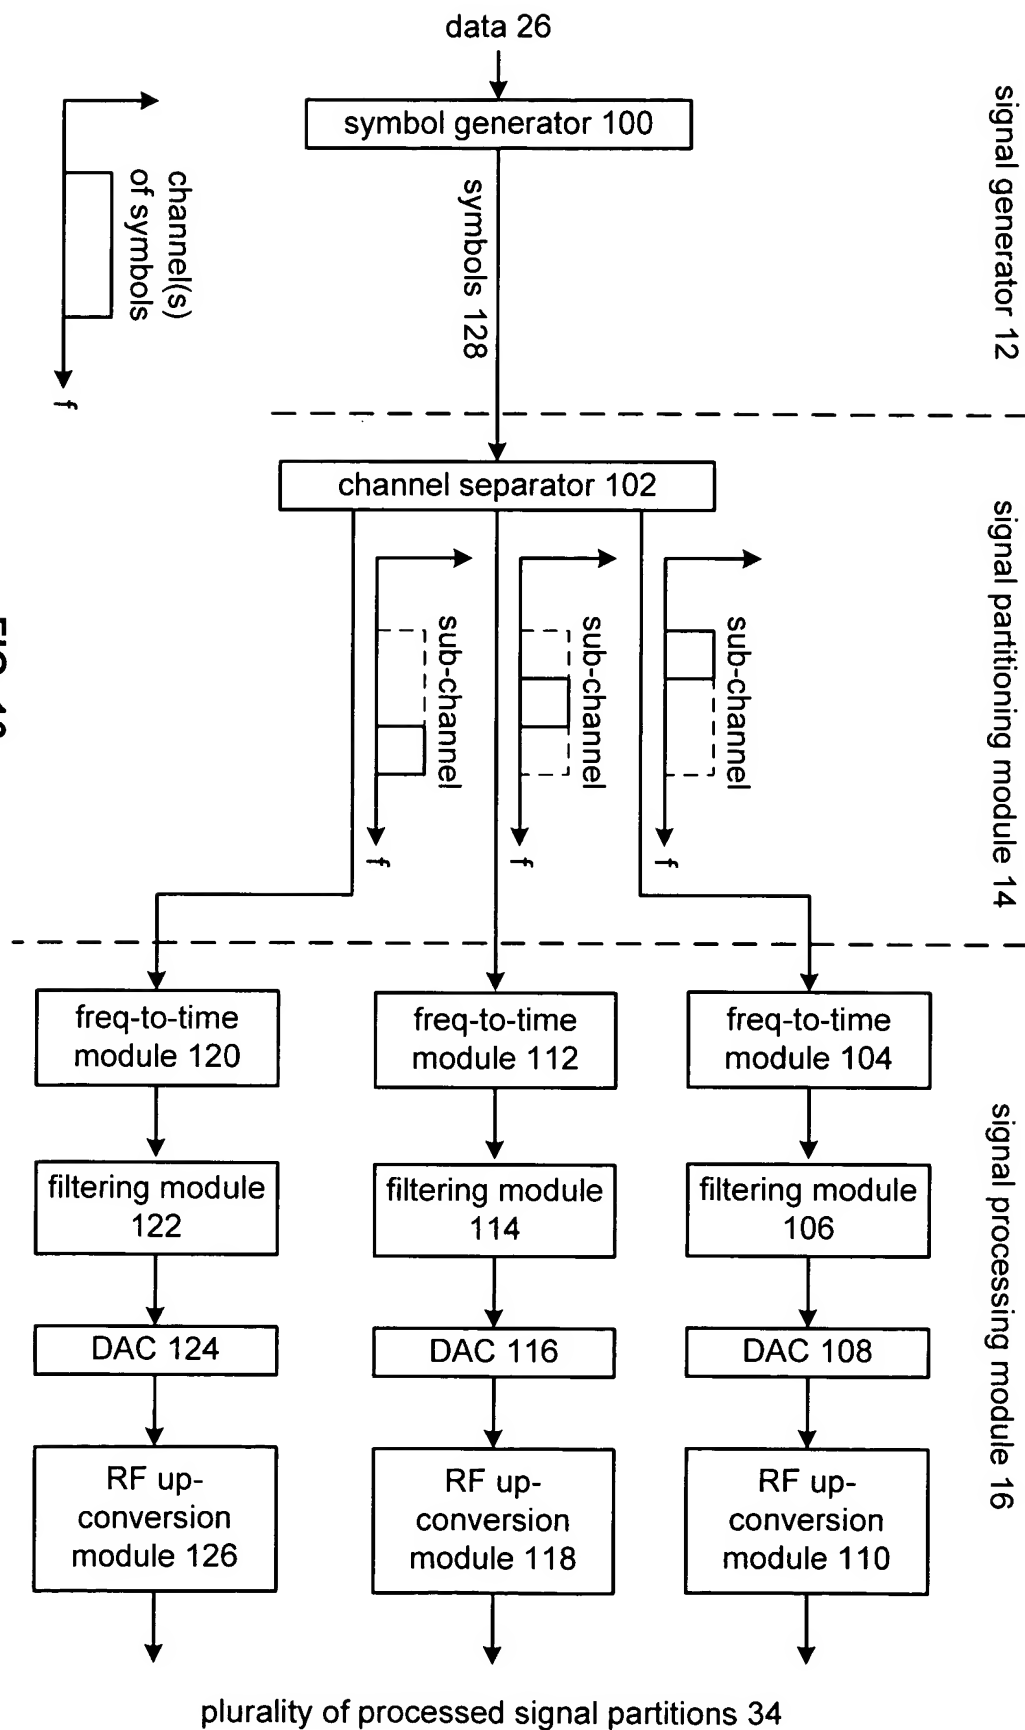 data 26
symbol generator 100
symbols 128
signal generator 12
channel(s)
of symbols
f
channel separator 102
signal partitioning module 14
sub-channel
f
sub-channel
f
sub-channel
f
freq-to-time
module 120
freq-to-time
module 112
freq-to-time
module 104
filtering module
122
filtering module
114
filtering module
106
DAC 124
DAC 116
DAC 108
RF up-
conversion
module 126
RF up-
conversion
module 118
RF up-
conversion
module 110
signal processing module 16
plurality of processed signal partitions 34